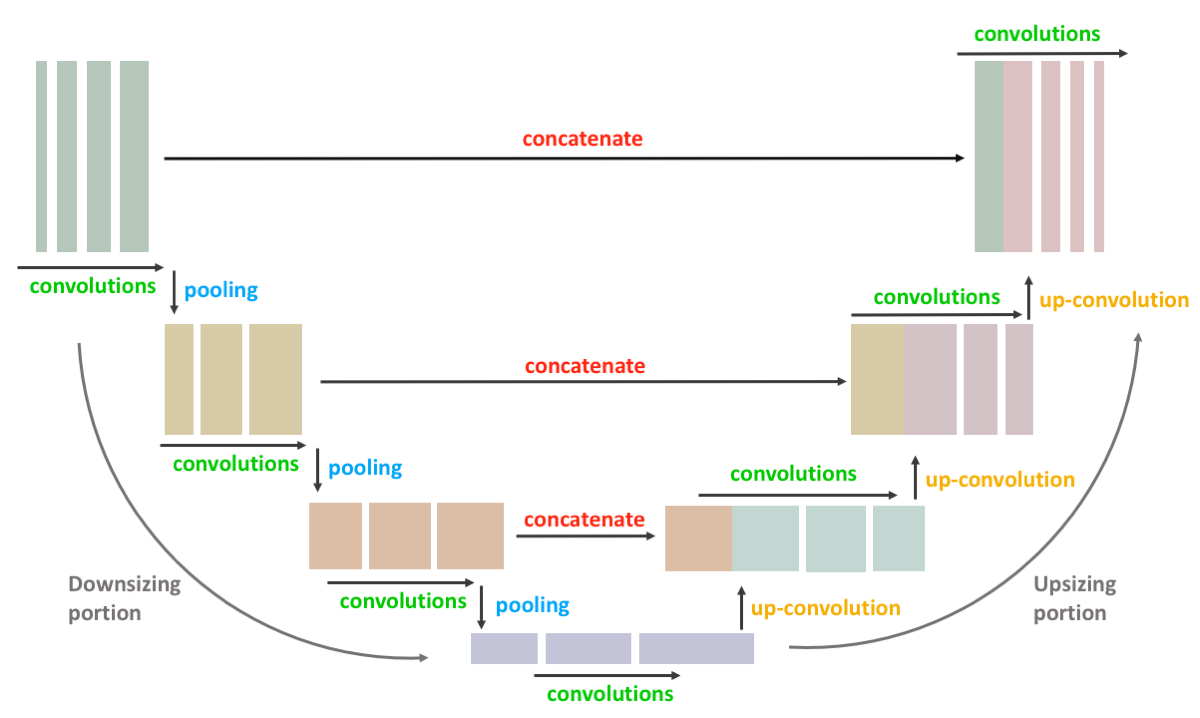 convolutions
concatenate
convolutions
pooling
convolutions
up-convolution
concatenate
convolutions
pooling
convolutions
up-convolution
concatenate
Downsizing
portion
convolutions
pooling
up-convolution
Upsizing
portion
convolutions